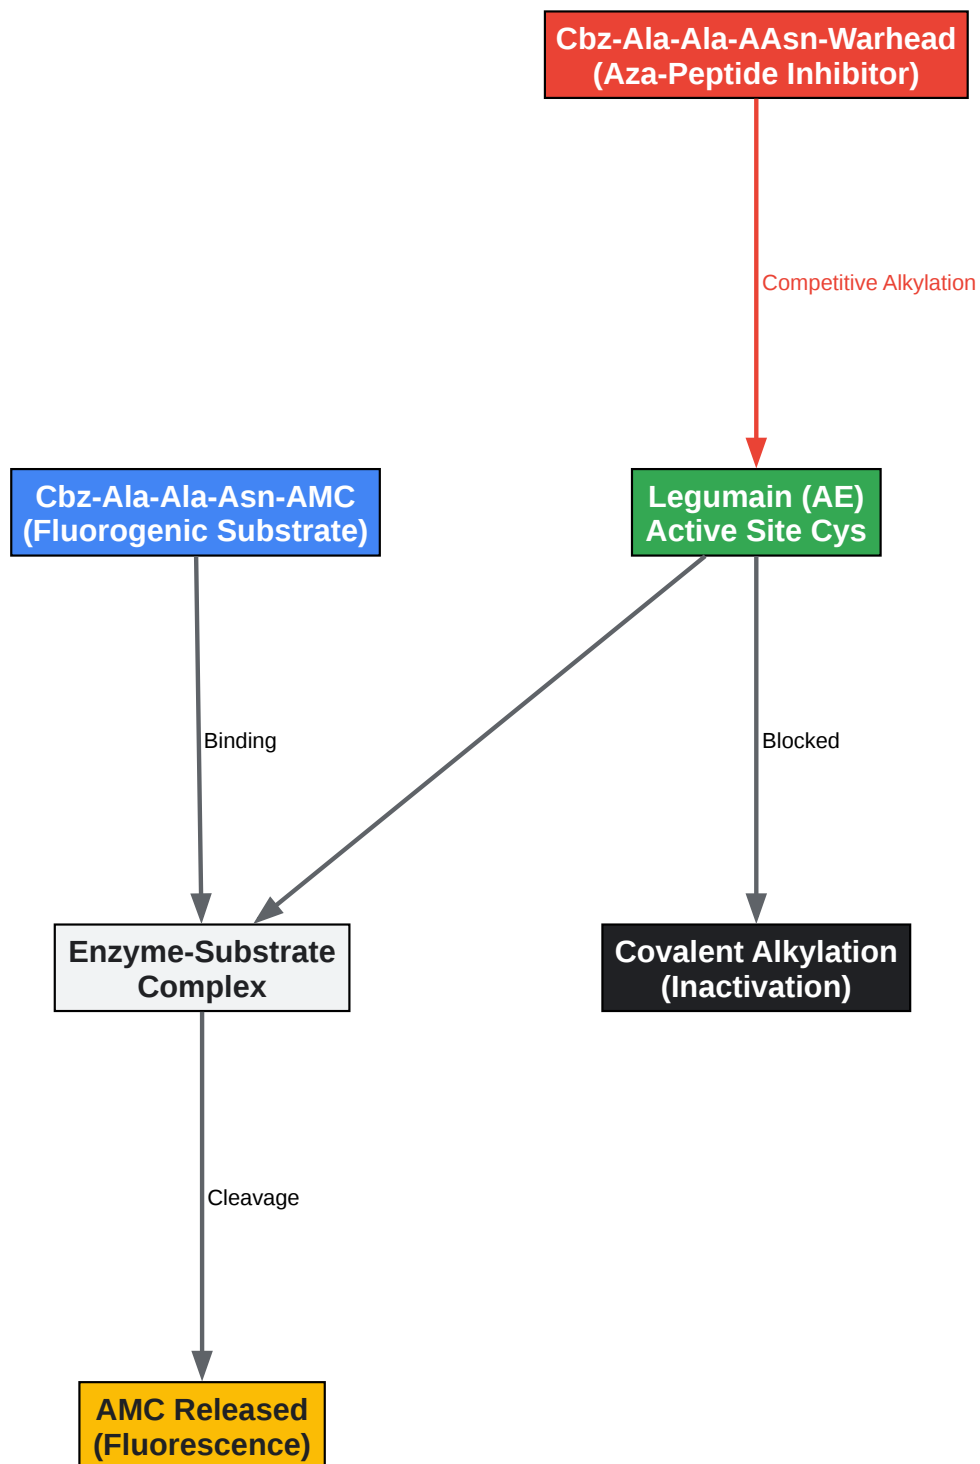 Cbz-Ala-Ala-AAsn-Warhead
(Aza-Peptide Inhibitor)
Competitive Alkylation
Cbz-Ala-Ala-Asn-AMC
(Fluorogenic Substrate)
Legumain (AE)
Active Site Cys
Binding
Blocked
Enzyme-Substrate
Complex
Covalent Alkylation
(Inactivation)
Cleavage
AMC Released
(Fluorescence)